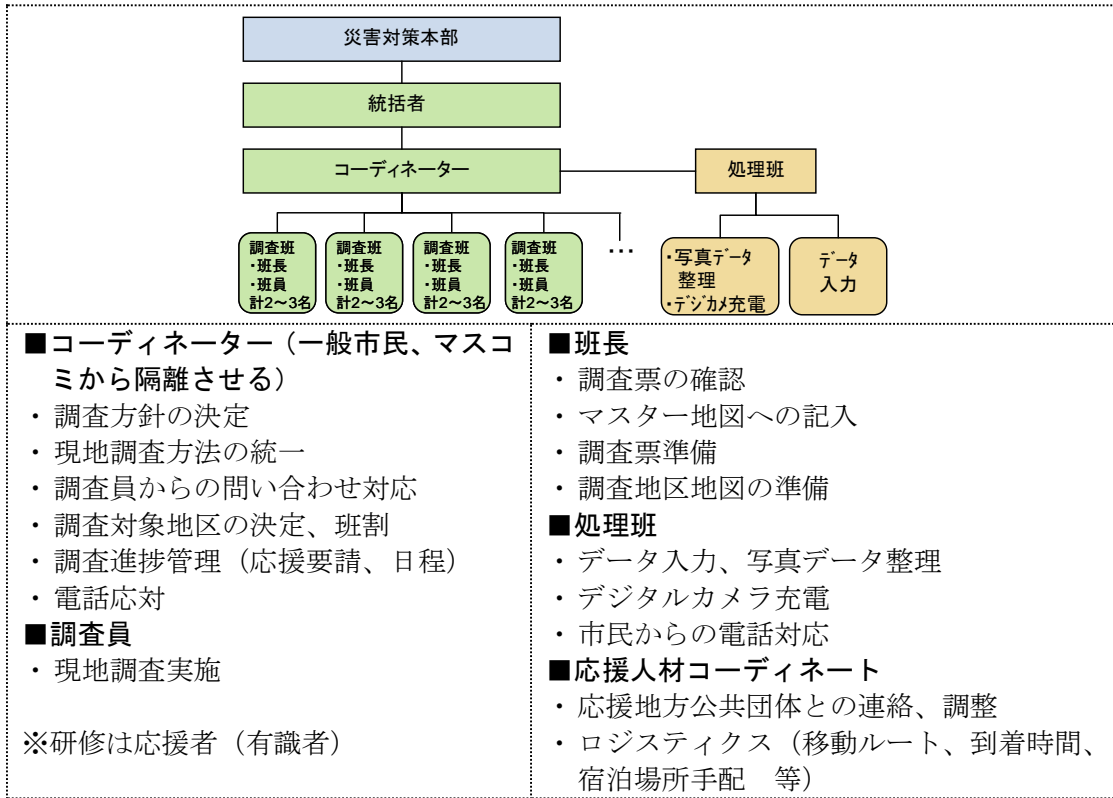 災害対策本部
統括者
コーディネーター
処理班
調査班
・班長
・班員
計2～3名
調査班
・班長
・班員
計2～3名
調査班
・班長
・班員
計2～3名
調査班
・班長
・班員
計2～3名
…
・写真ﾃﾞｰﾀ
整理
・ﾃﾞｼﾞｶﾒ充電
ﾃﾞｰﾀ
入力
■コーディネーター（一般市民、マスコ
ミから隔離させる）
・調査方針の決定
・現地調査方法の統一
・調査員からの問い合わせ対応
・調査対象地区の決定、班割
・調査進捗管理（応援要請、日程）
・電話応対
■調査員
・現地調査実施
※研修は応援者（有識者）
■班長
・調査票の確認
・マスター地図への記入
・調査票準備
・調査地区地図の準備
■処理班
・データ入力、写真データ整理
・デジタルカメラ充電
・市民からの電話対応
■応援人材コーディネート
・応援地方公共団体との連絡、調整
・ロジスティクス（移動ルート、到着時間、
宿泊場所手配　等）